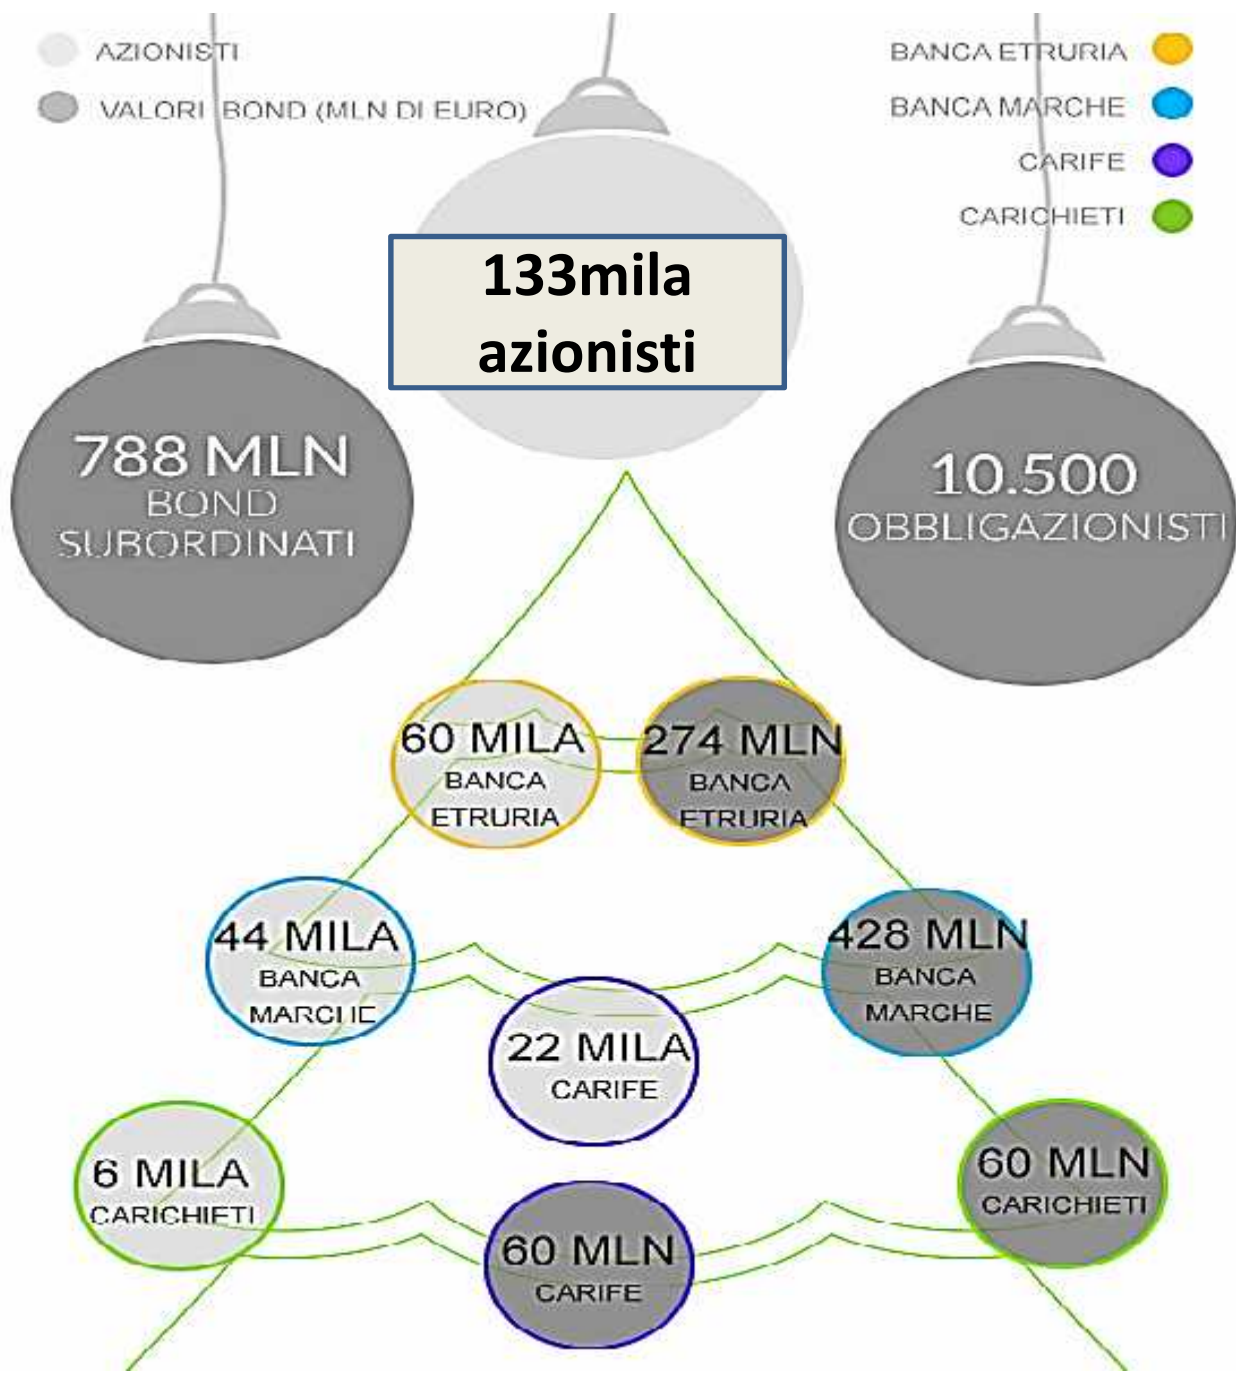 AZIONISTI
VALORI BOND (MLN DI EURO)
BANCA ETRURIA
BANCA MARCHE
CARIFE
CARICHIETI
133mila
azionisti
788 MLN
BOND
SUBORDINATI
10.500
OBBLIGAZIONISTI
60 MILA
BANCA
ETRURIA
274 MLN
BANCA
ETRURIA
44 MILA
BANCA
MARCHE
428 MLN
BANCA
MARCHE
22 MILA
CARIFE
6 MILA
CARICHIETI
60 MLN
CARICHIETI
60 MLN
CARIFE